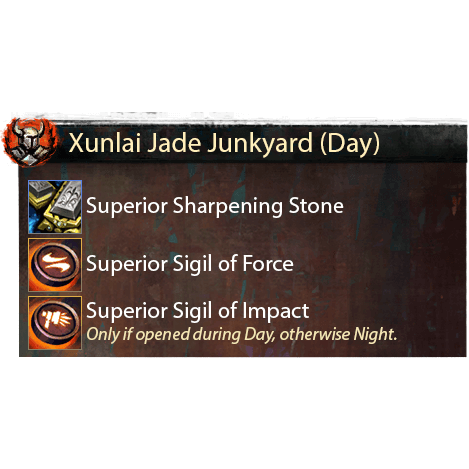 Xunlai Jade Junkyard (Day)
Superior Sharpening Stone
Superior Sigil of Force
Superior Sigil of Impact
Only if opened during Day, otherwise Night.